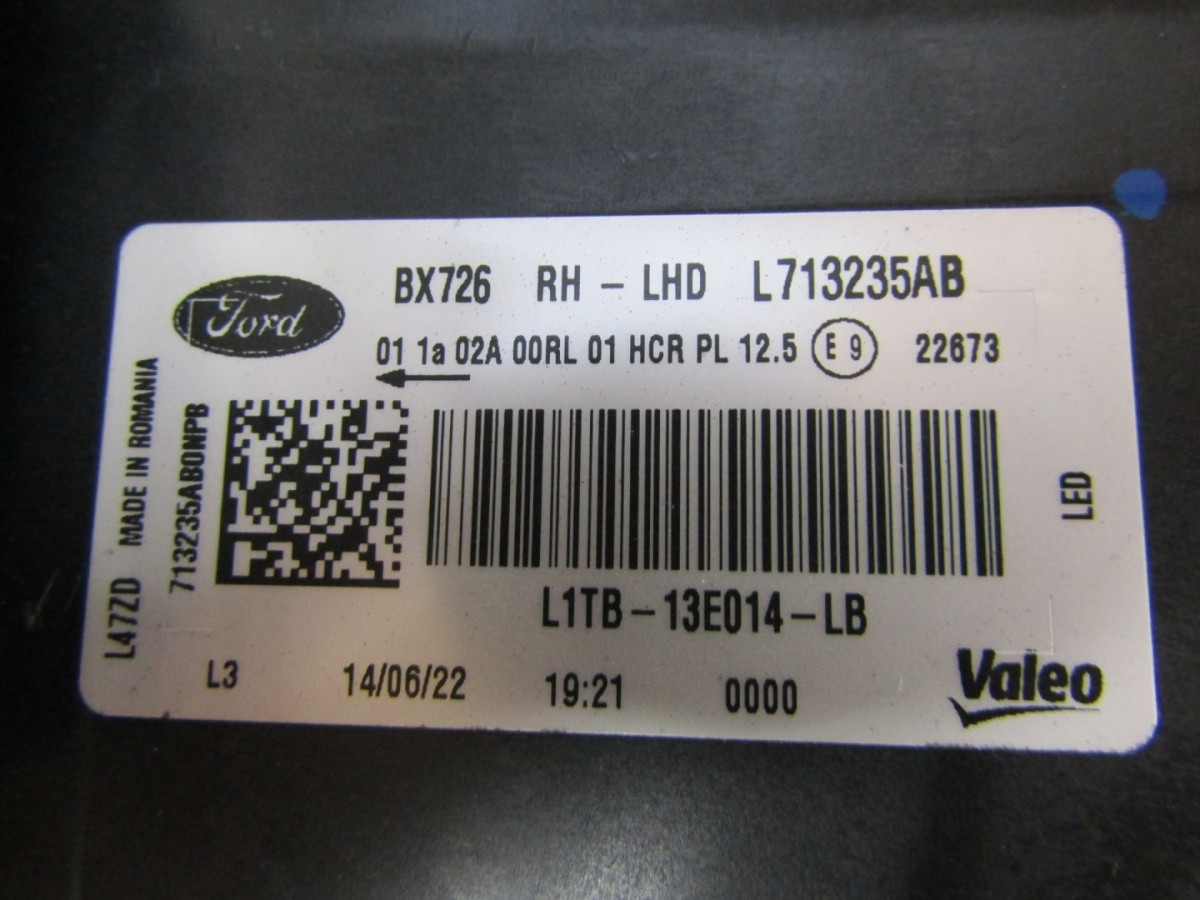 Ford
BX726 RH - LHD L713235AB
01 1a 02A 00RL 01 HCR PL 12.5 E 9 22673
L47ZD MADE IN ROMANIA
713235AB0NPB
LED
L1TB-13E014-LB
L3 14/06/22 19:21 0000
Valeo